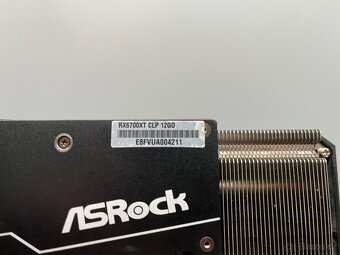 RX6700XT CLP 12GO
E8FVUA004211
ASRock